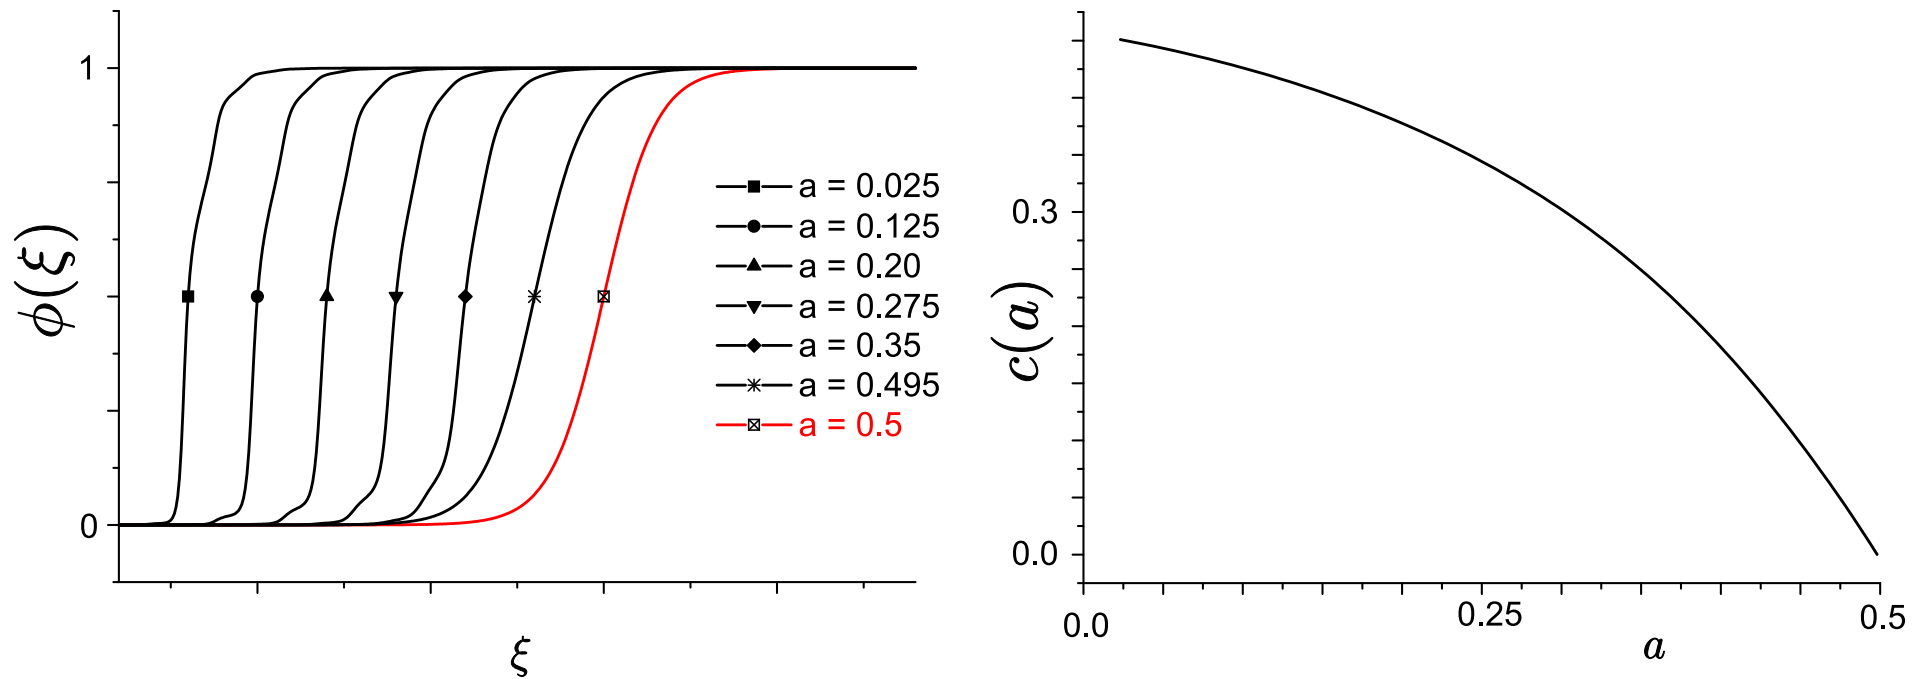 1
0
ϕ(ξ)
ξ
a = 0.025
a = 0.125
a = 0.20
a = 0.275
a = 0.35
a = 0.495
a = 0.5
0.3
0.0
c(a)
0.0
0.25
0.5
a